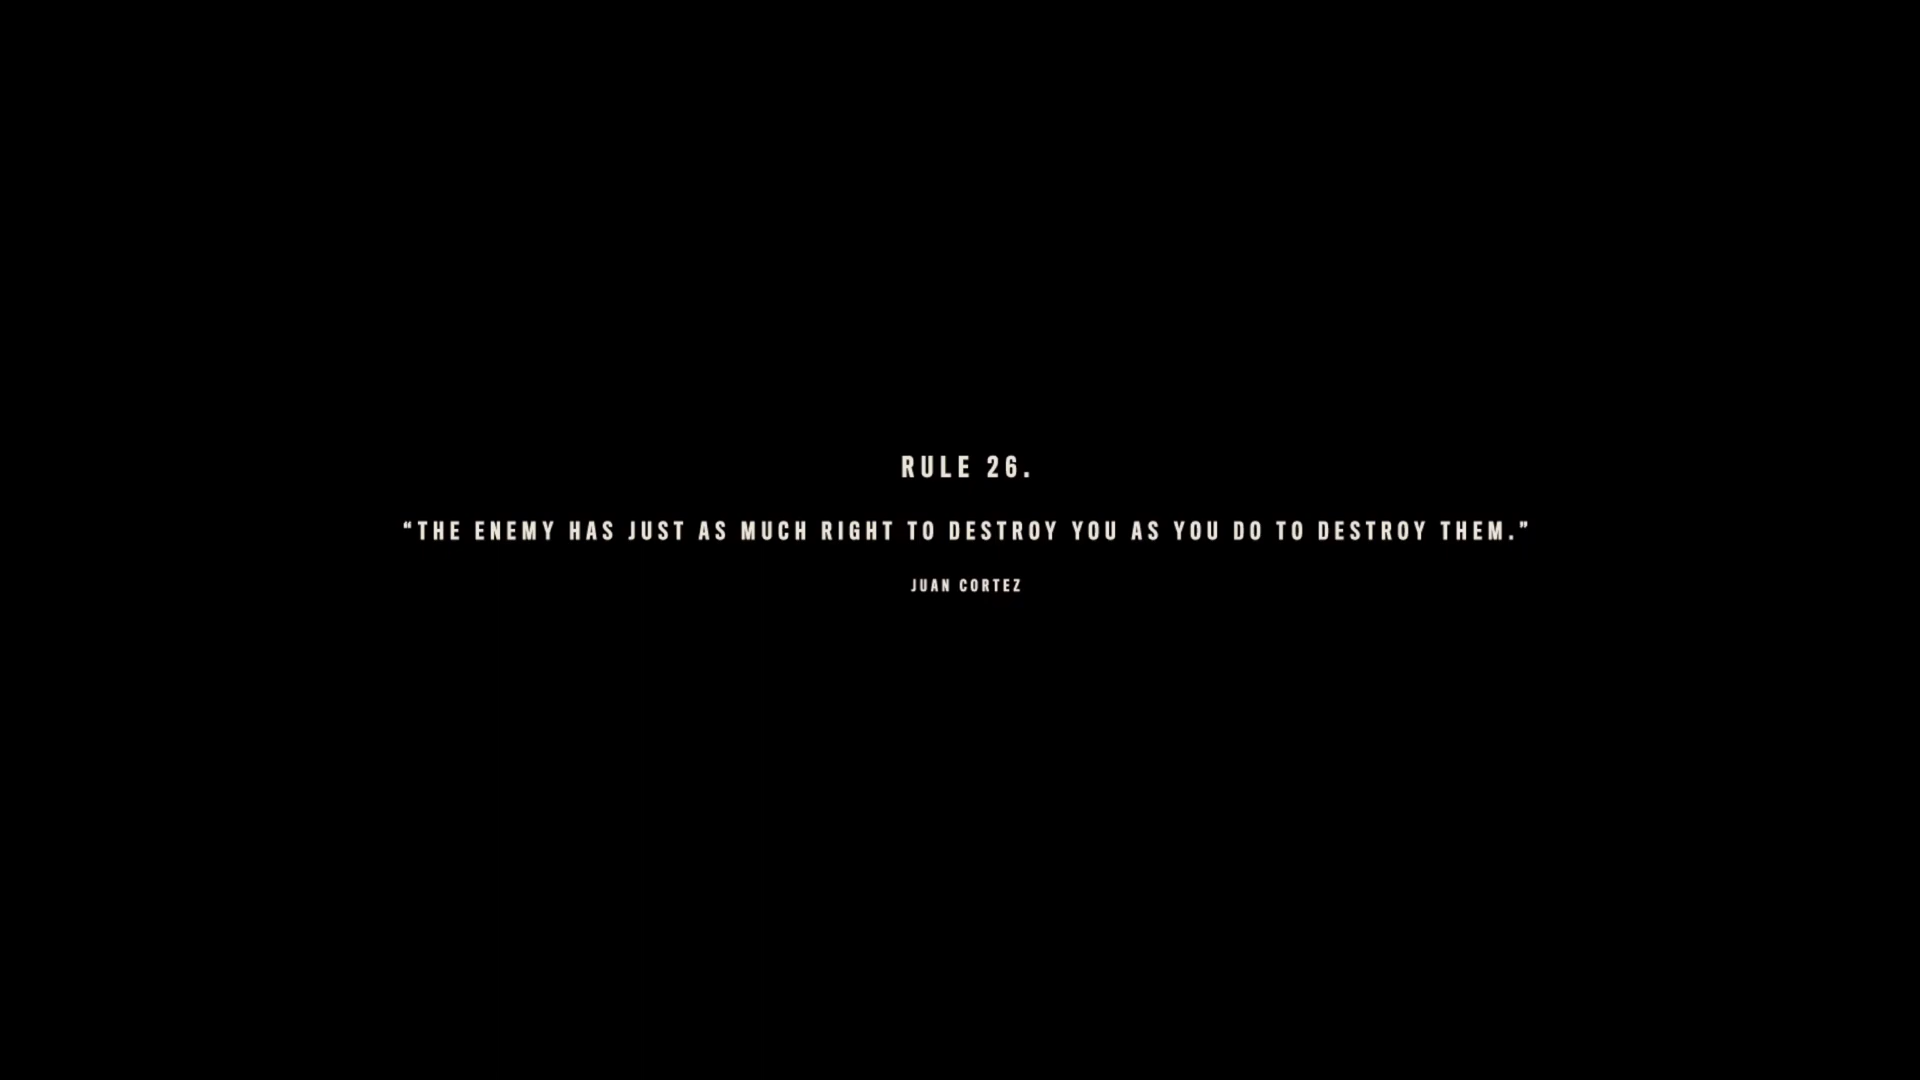 RULE 26.
“THE ENEMY HAS JUST AS MUCH RIGHT TO DESTROY YOU AS YOU DO TO DESTROY THEM.”
JUAN CORTEZ